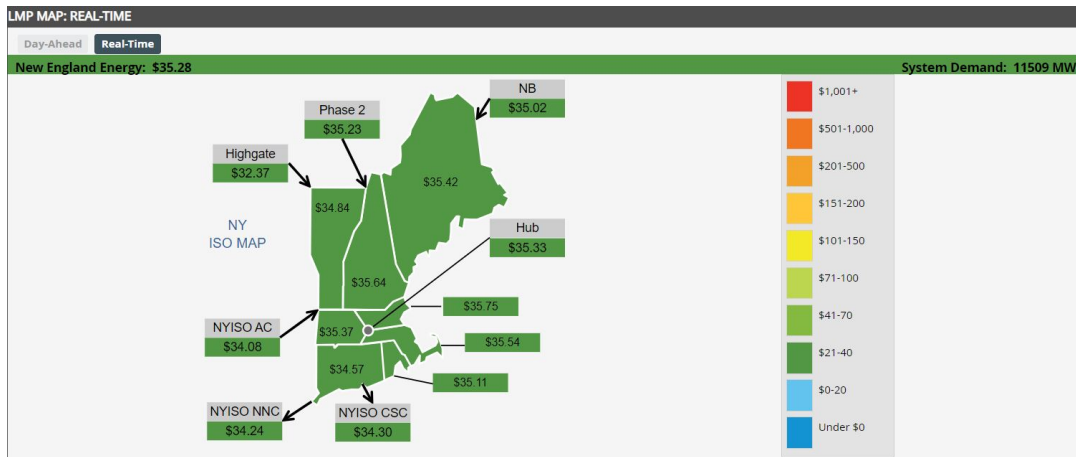 LMP MAP: REAL-TIME
Day-Ahead Real-Time
New England Energy: $35.28 System Demand: 11509 MW
NB
$35.02
Phase 2
$35.23
Highgate
$32.37
$35.42
$34.84
NY
ISO MAP
Hub
$35.33
$35.64
$35.75
NYISO AC
$34.08
$35.37
$35.54
$34.57
$35.11
NYISO NNC
$34.24
NYISO CSC
$34.30
$1,001+
$501-1,000
$201-500
$151-200
$101-150
$71-100
$41-70
$21-40
$0-20
Under $0